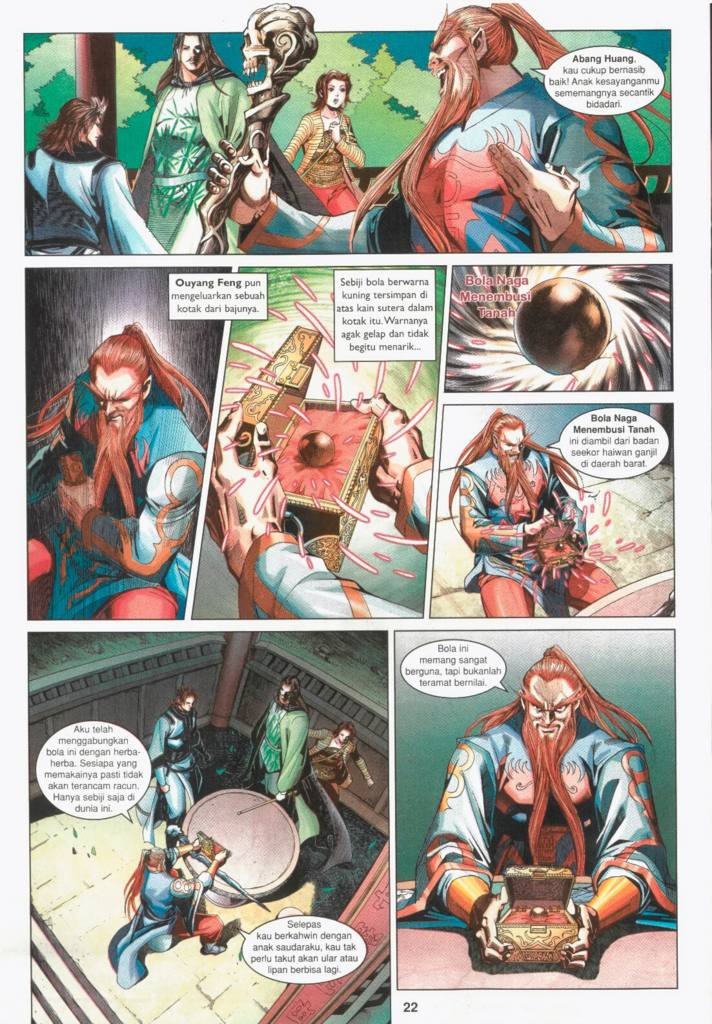 Abang Huang,
kau cukup bernasib
baik! Anak kesayanganmu
sememangnya secantik
bidadari.
Ouyang Feng pun
mengeluarkan sebuah
kotak dari bajunya.
Sebiji bola berwarna
kuning tersimpan di
atas kain sutera dalam
kotak itu. Warnanya
agak gelap dan tidak
begitu menarik...
Bola Naga
Menembusi
Tanah
Bola Naga
Menembusi Tanah
ini diambil dari badan
seekor haiwan ganjil
di daerah barat.
Aku telah
menggabungkan
bola ini dengan herba-
herba. Sesiapa yang
memakainya pasti tidak
akan terancam racun.
Hanya sebiji saja di
dunia ini.
Selepas
kau berkahwin dengan
anak saudaraku, kau tak
perlu takut akan ular atau
lipan berbisa lagi.
Bola ini
memang sangat
berguna, tapi bukanlah
teramat bernilai.
22